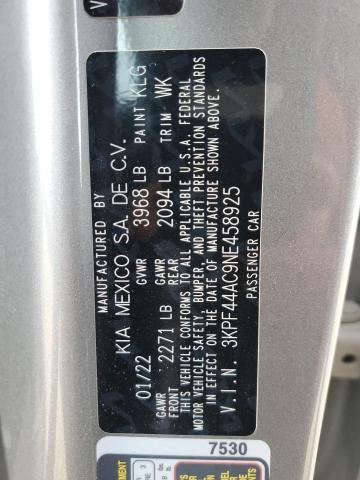 MANUFACTURED BY
KIA MEXICO S.A. DE C.V.
01/22 GVWR 3968 LB PAINT KLG
GAWR FRONT 2271 LB GAWR REAR 2094 LB TRIM WK
THIS VEHICLE CONFORMS TO ALL APPLICABLE U.S.A. FEDERAL
MOTOR VEHICLE SAFETY, BUMPER, AND THEFT PREVENTION STANDARDS
IN EFFECT ON THE DATE OF MANUFACTURE SHOWN ABOVE.
V.I.N. 3KPF44AC9NE458925
PASSENGER CAR
7530